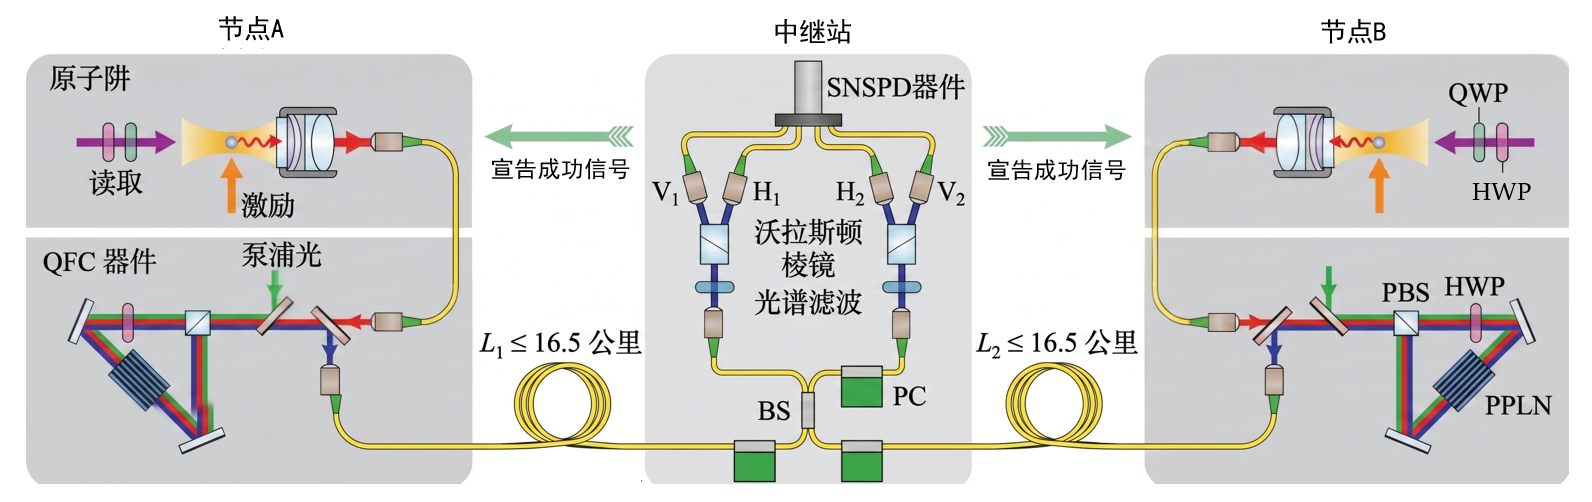 节点A
中继站
节点B
原子阱
读取
激励
QFC 器件
泵浦光
宣告成功信号
L₁ ≤ 16.5 公里
SNSPD器件
V₁
H₁
H₂
V₂
沃拉斯顿
棱镜
光谱滤波
BS
PC
宣告成功信号
L₂ ≤ 16.5 公里
QWP
HWP
PBS
HWP
PPLN